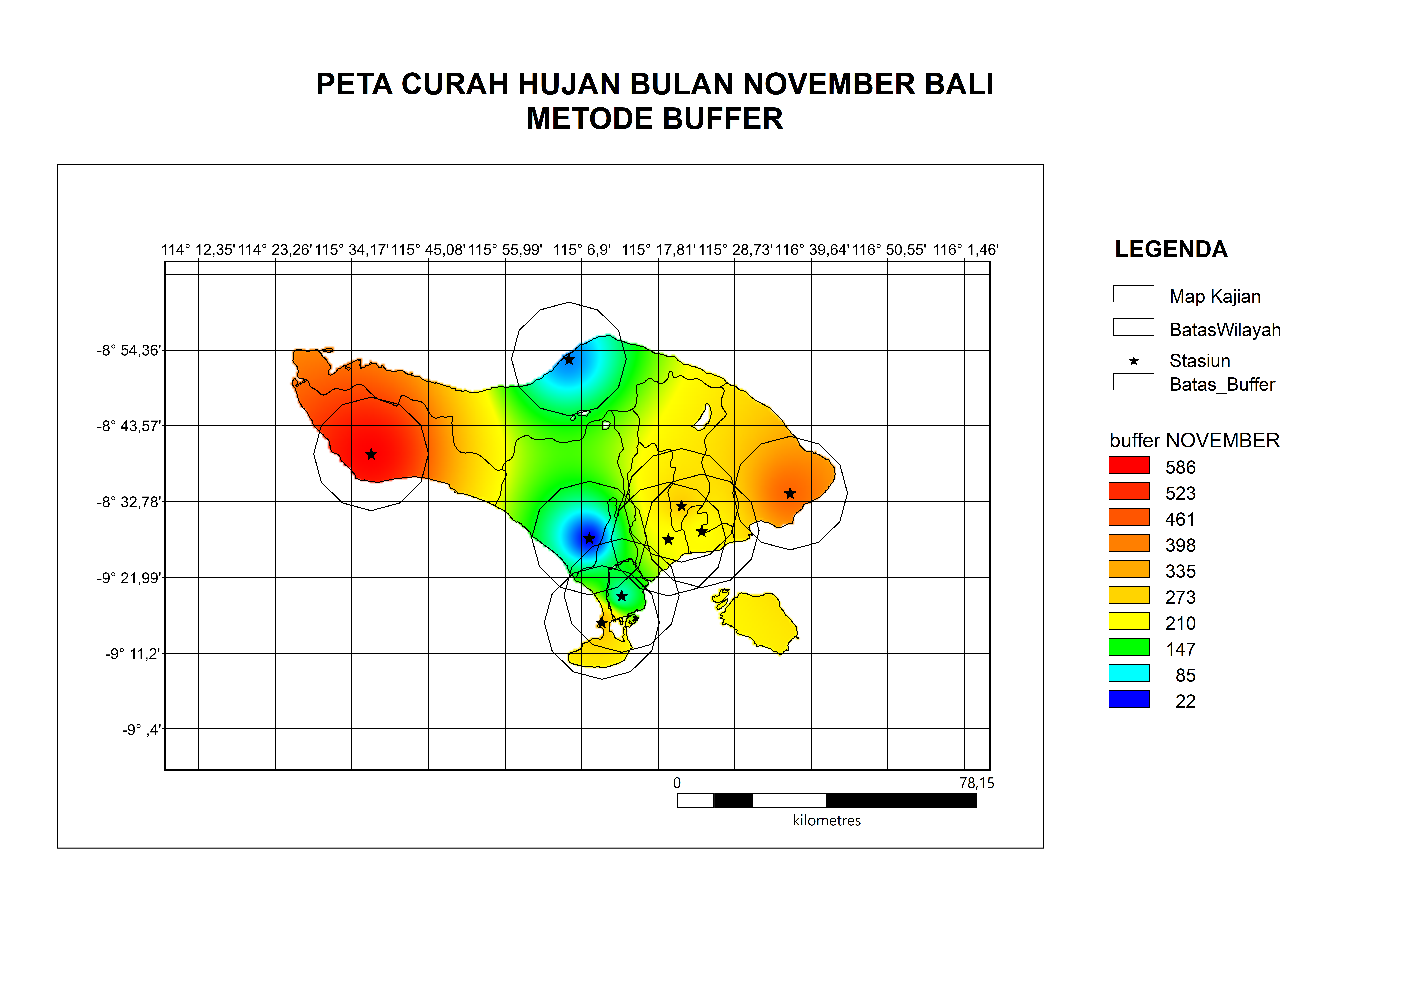 PETA CURAH HUJAN BULAN NOVEMBER BALI
METODE BUFFER
114° 12,35' 114° 23,26' 115° 34,17' 115° 45,08' 115° 55,99' 115° 6,9' 115° 17,81' 115° 28,73' 116° 39,64' 116° 50,55' 116° 1,46'
-8° 54,36'
-8° 43,57'
-8° 32,78'
-9° 21,99'
-9° 11,2'
-9° ,4'
0 78,15
kilometres
LEGENDA
Map Kajian
BatasWilayah
Stasiun
Batas_Buffer
buffer NOVEMBER
586
523
461
398
335
273
210
147
85
22